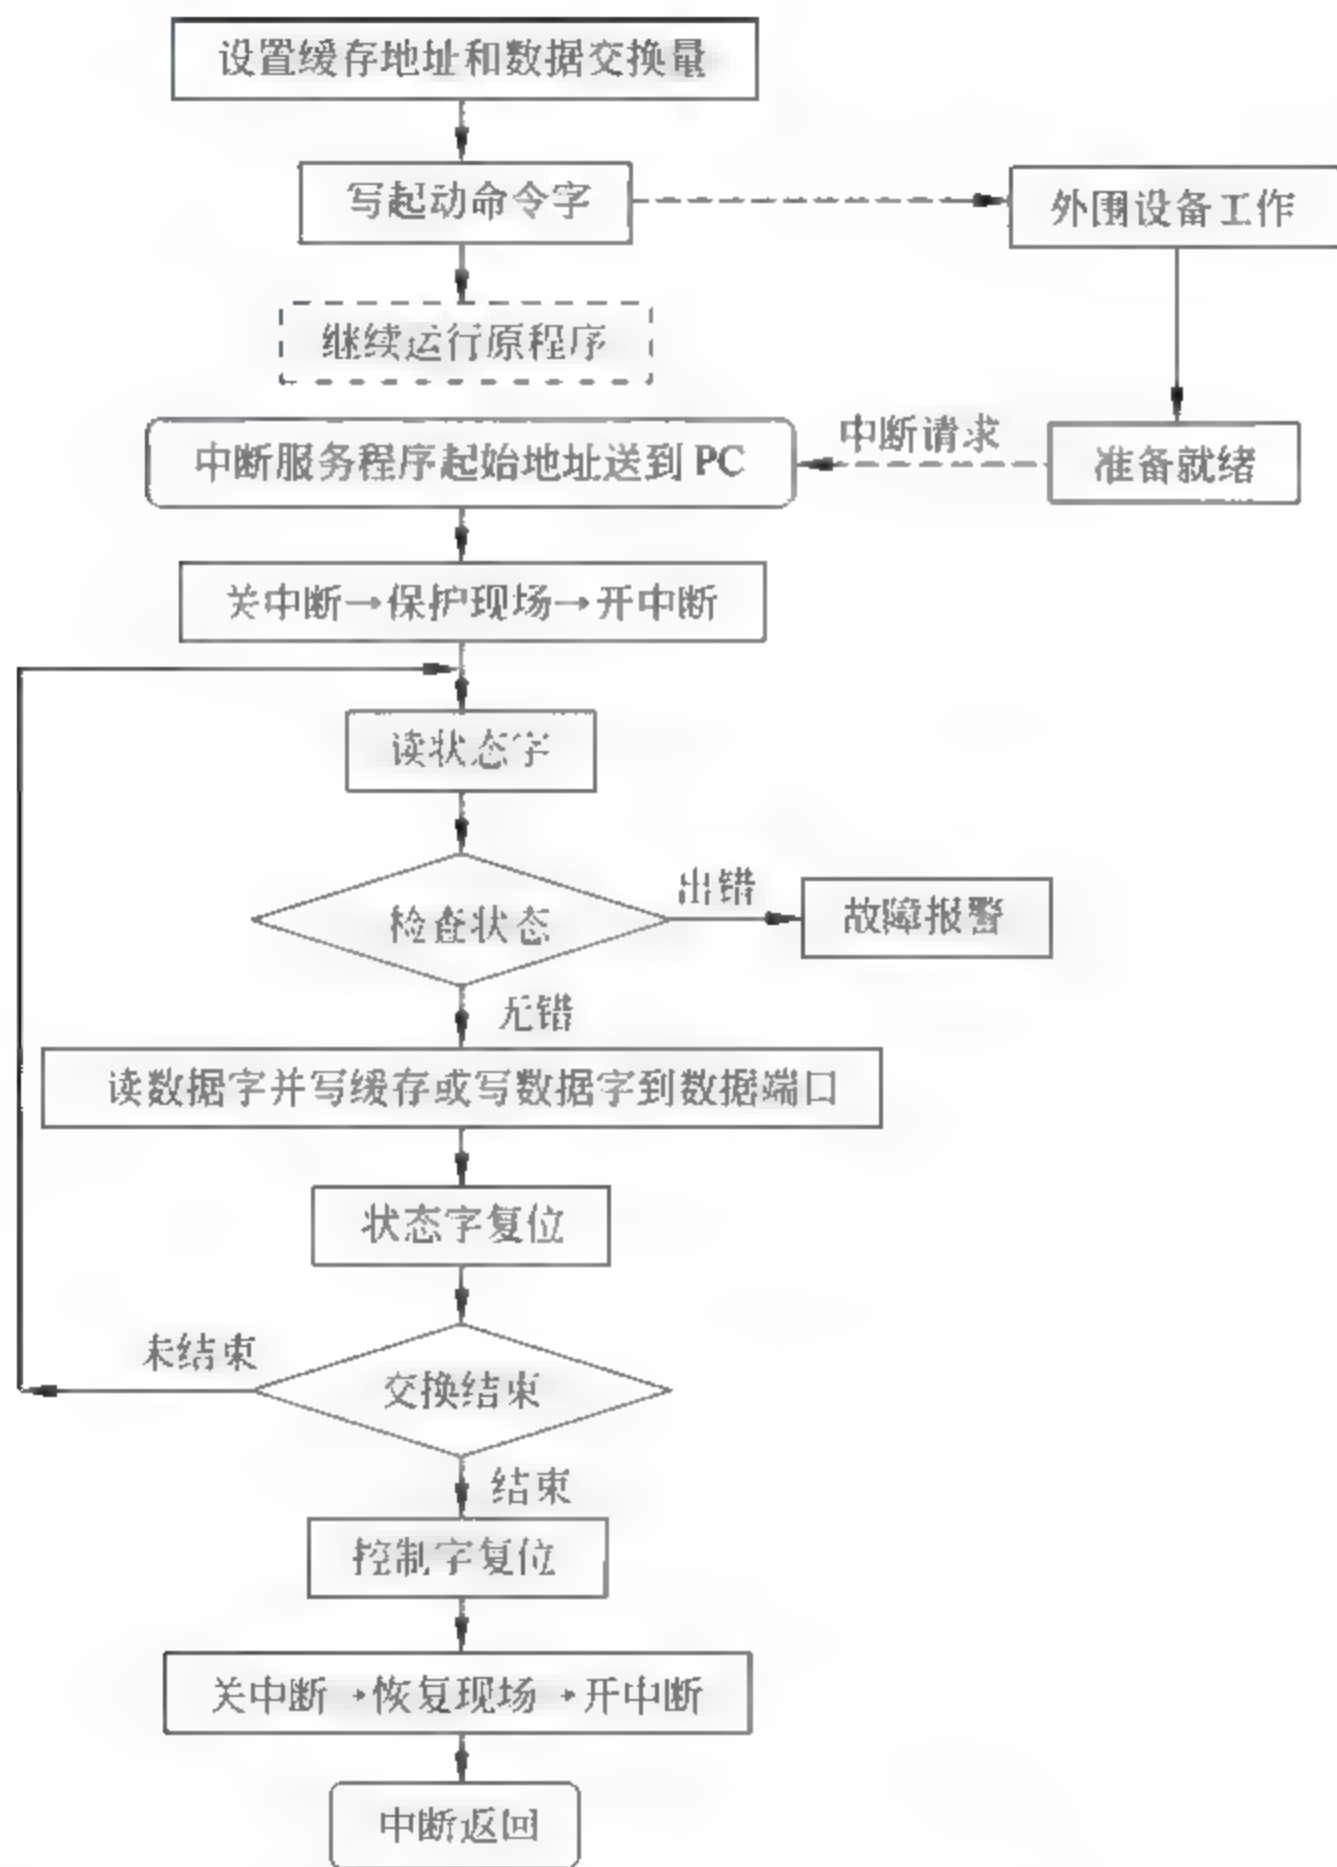 设置缓存地址和数据交换量
写起动命令字
外围设备工作
继续运行原程序
中断请求
中断服务程序起始地址送到 PC
准备就绪
关中断→保护现场→开中断
读状态字
检查状态
出错
故障报警
无错
读数据字并写缓存或写数据字到数据端口
状态字复位
未结束
交换结束
结束
控制字复位
关中断→恢复现场→开中断
中断返回